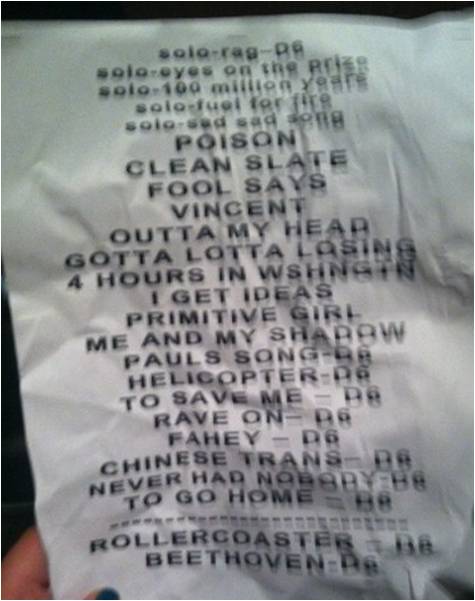 solo-rag-D6
solo-eyes on the prize
solo-100 million years
solo-fuel for fire
solo-sad sad song
POISON
CLEAN SLATE
FOOL SAYS
VINCENT
OUTTA MY HEAD
GOTTA LOTTA LOSING
4 HOURS IN WSHNGTN
I GET IDEAS
PRIMITIVE GIRL
ME AND MY SHADOW
PAULS SONG-D6
HELICOPTER-D6
TO SAVE ME - D6
RAVE ON- D6
FAHEY - D6
CHINESE TRANS- D6
NEVER HAD NOBODY-D6
TO GO HOME - D6
------------------------------
ROLLERCOASTER - D6
BEETHOVEN-D6